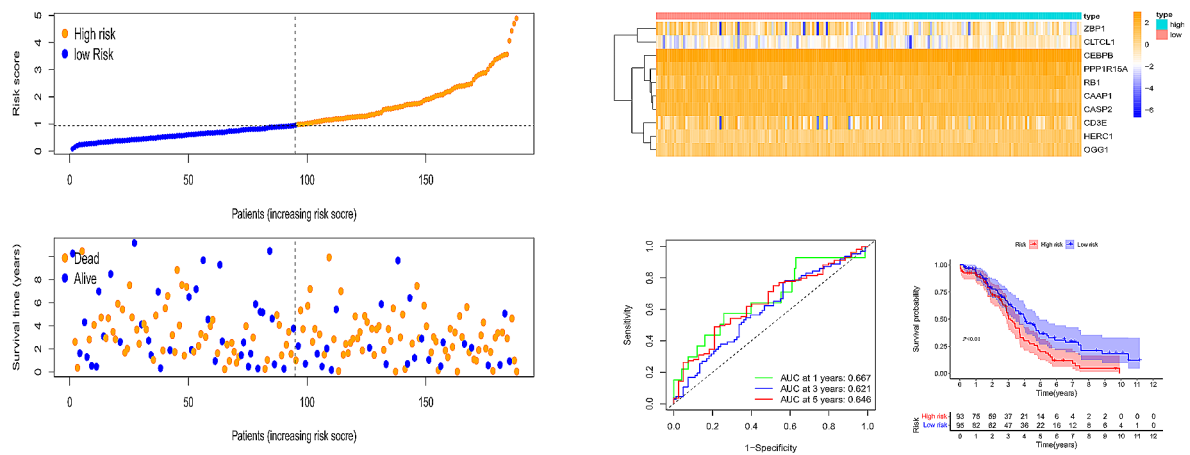 High risk
low Risk
Risk score
5
4
3
2
1
0
0 50 100 150
Patients (increasing risk socre)
type
ZBP1
CLTCL1
CEBPB
PPP1R15A
RB1
CAAP1
CASP2
CD3E
HERC1
OGG1
2
0
−2
−4
−6
type
high
low
Dead
Alive
Survival time (years)
8
6
4
2
0
0 50 100 150
Patients (increasing risk socre)
Sensitivity
1.0
0.8
0.6
0.4
0.2
0.0
AUC at 1 years: 0.667
AUC at 3 years: 0.621
AUC at 5 years: 0.646
0.0 0.2 0.4 0.6 0.8 1.0
1-Specificity
Risk High risk Low risk
Survival probability
1.00
0.75
0.50
0.25
0.00
P<0.01
0 1 2 3 4 5 6 7 8 9 10 11 12
Time(years)
Risk
High risk 93 75 59 37 21 14 6 4 2 2 0 0 0
Low risk 95 82 62 47 36 22 16 12 8 6 4 1 0
0 1 2 3 4 5 6 7 8 9 10 11 12
Time(years)